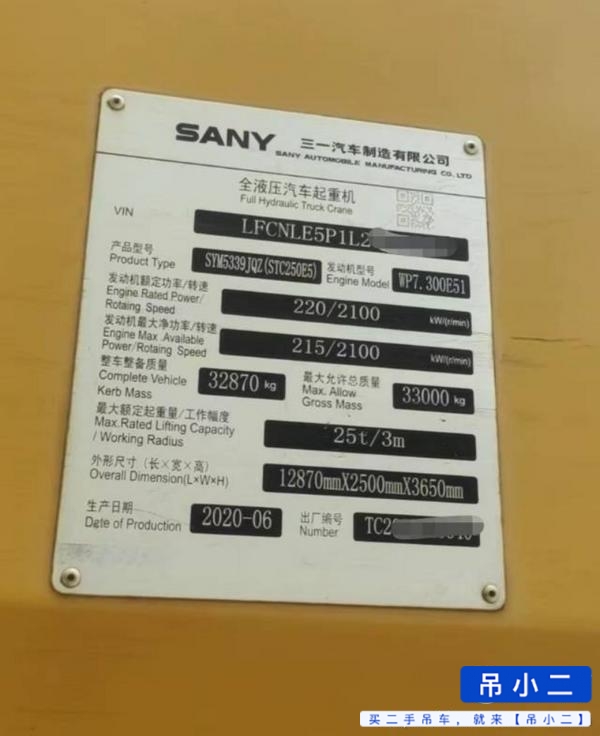 SANY 三一汽车制造有限公司
SANY AUTOMOBILE MANUFACTURING CO., LTD
全液压汽车起重机
Full Hydraulic Truck Crane
VIN LFCNLE5P1L2
产品型号 发动机型号
Product Type SYM5339JQZ(STC250E5) Engine Model WP7.300E51
发动机额定功率/转速
Engine Rated Power/ 220/2100 kW/(r/min)
Rotaing Speed
发动机最大净功率/转速
Engine Max .Available 215/2100 kW/(r/min)
Power/Rotaing Speed
整车整备质量 最大允许总质量
Complete Vehicle 32870 kg Max. Allow 33000 kg
Kerb Mass Gross Mass
最大额定起重量/工作幅度
Max.Rated Lifting Capacity 25t/3m
/ Working Radius
外形尺寸 (长×宽×高) 12870mmX2500mmX3650mm
Overall Dimension(L×W×H)
生产日期 2020-06 出厂编号 TC2
Date of Production Number
吊小二
买二手吊车，就来【吊小二】